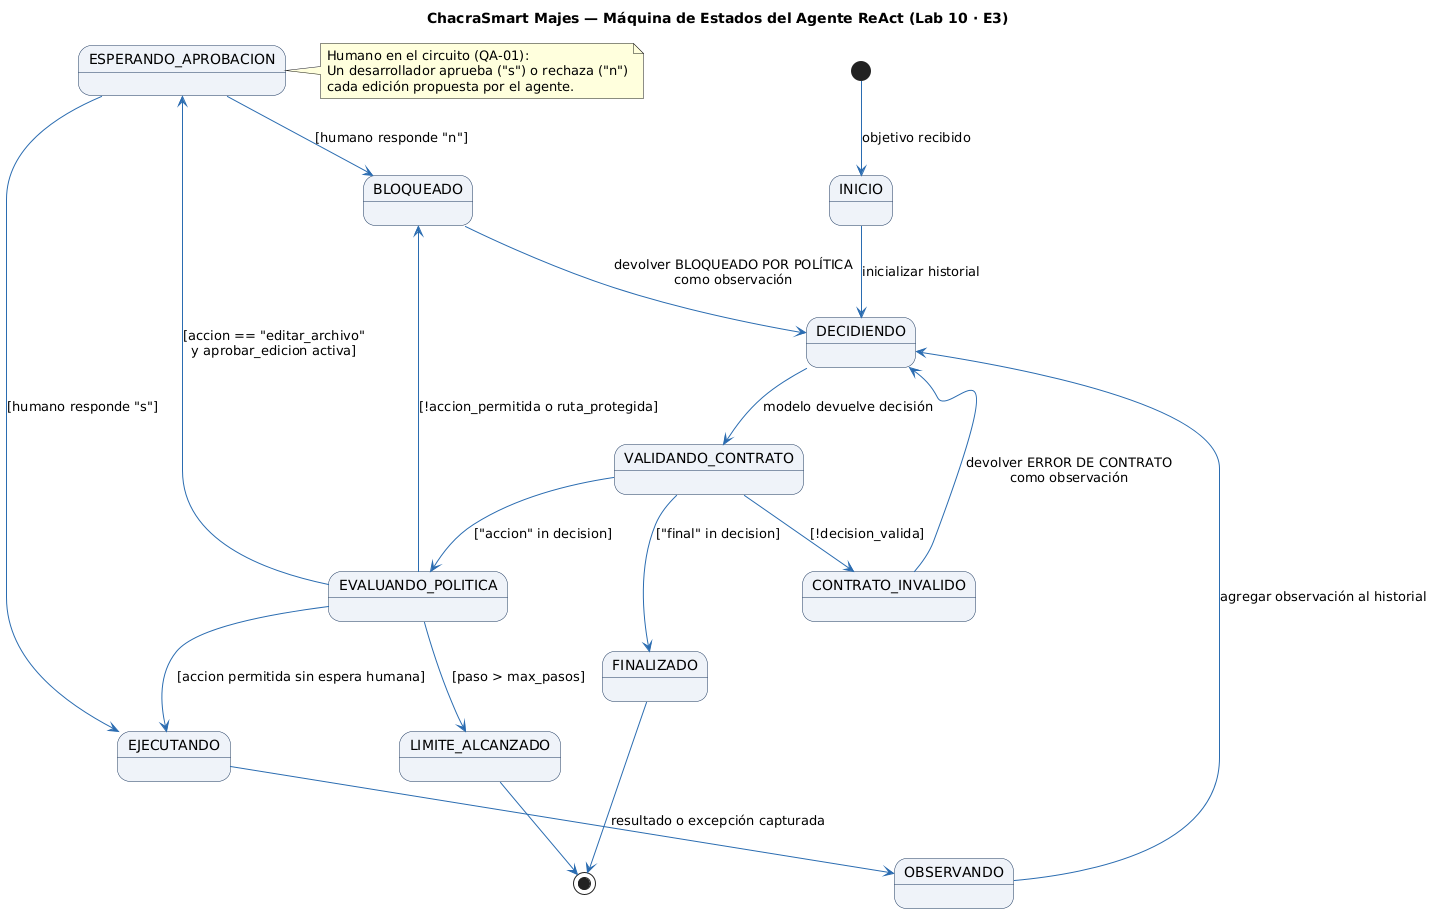 ChacraSmart Majes — Máquina de Estados del Agente ReAct (Lab 10 · E3)
ESPERANDO_APROBACION
Humano en el circuito (QA-01):
Un desarrollador aprueba ("s") o rechaza ("n")
cada edición propuesta por el agente.
[humano responde "n"]
objetivo recibido
BLOQUEADO
INICIO
devolver BLOQUEADO POR POLÍTICA
como observación
inicializar historial
[accion == "editar_archivo"
y aprobar_edicion activa]
DECIDIENDO
[humano responde "s"]
[!accion_permitida o ruta_protegida]
modelo devuelve decisión
VALIDANDO_CONTRATO
devolver ERROR DE CONTRATO
como observación
["accion" in decision]
["final" in decision]
[!decision_valida]
EVALUANDO_POLITICA
CONTRATO_INVALIDO
agregar observación al historial
[accion permitida sin espera humana]
[paso > max_pasos]
FINALIZADO
EJECUTANDO
LIMITE_ALCANZADO
resultado o excepción capturada
OBSERVANDO